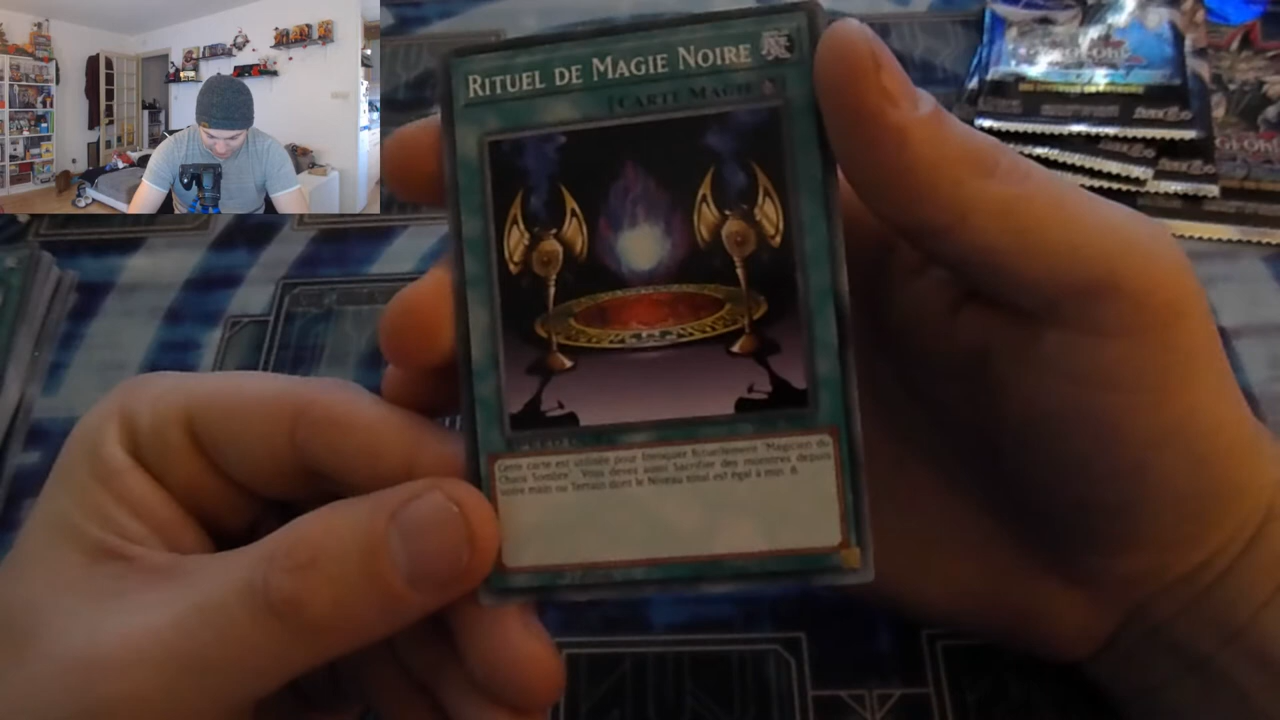 RITUEL DE MAGIE NOIRE
[CARTE MAGIE
Cette carte est utilisée pour Invoquer Rituellement "Magicien du
Chaos Sombre". Vous devez aussi Sacrifier des monstres depuis
votre main ou Terrain dont le Niveau total est égal à min. 8.